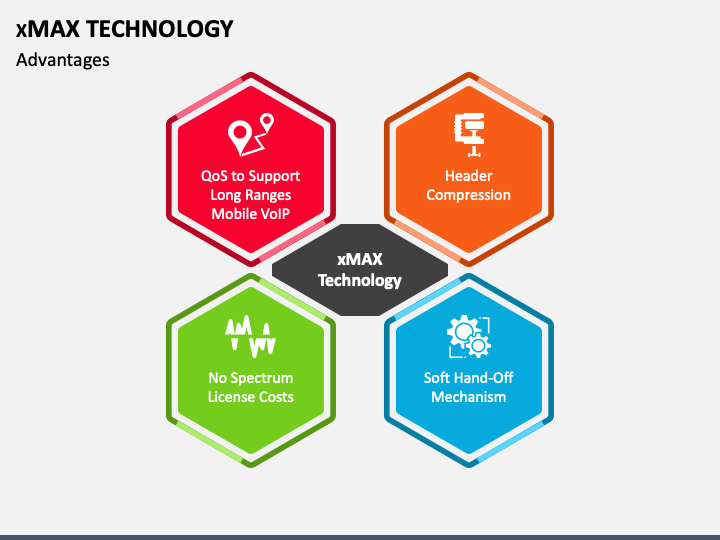 xMAX TECHNOLOGY
Advantages
QoS to Support
Long Ranges
Mobile VoIP
Header
Compression
xMAX
Technology
No Spectrum
License Costs
Soft Hand-Off
Mechanism